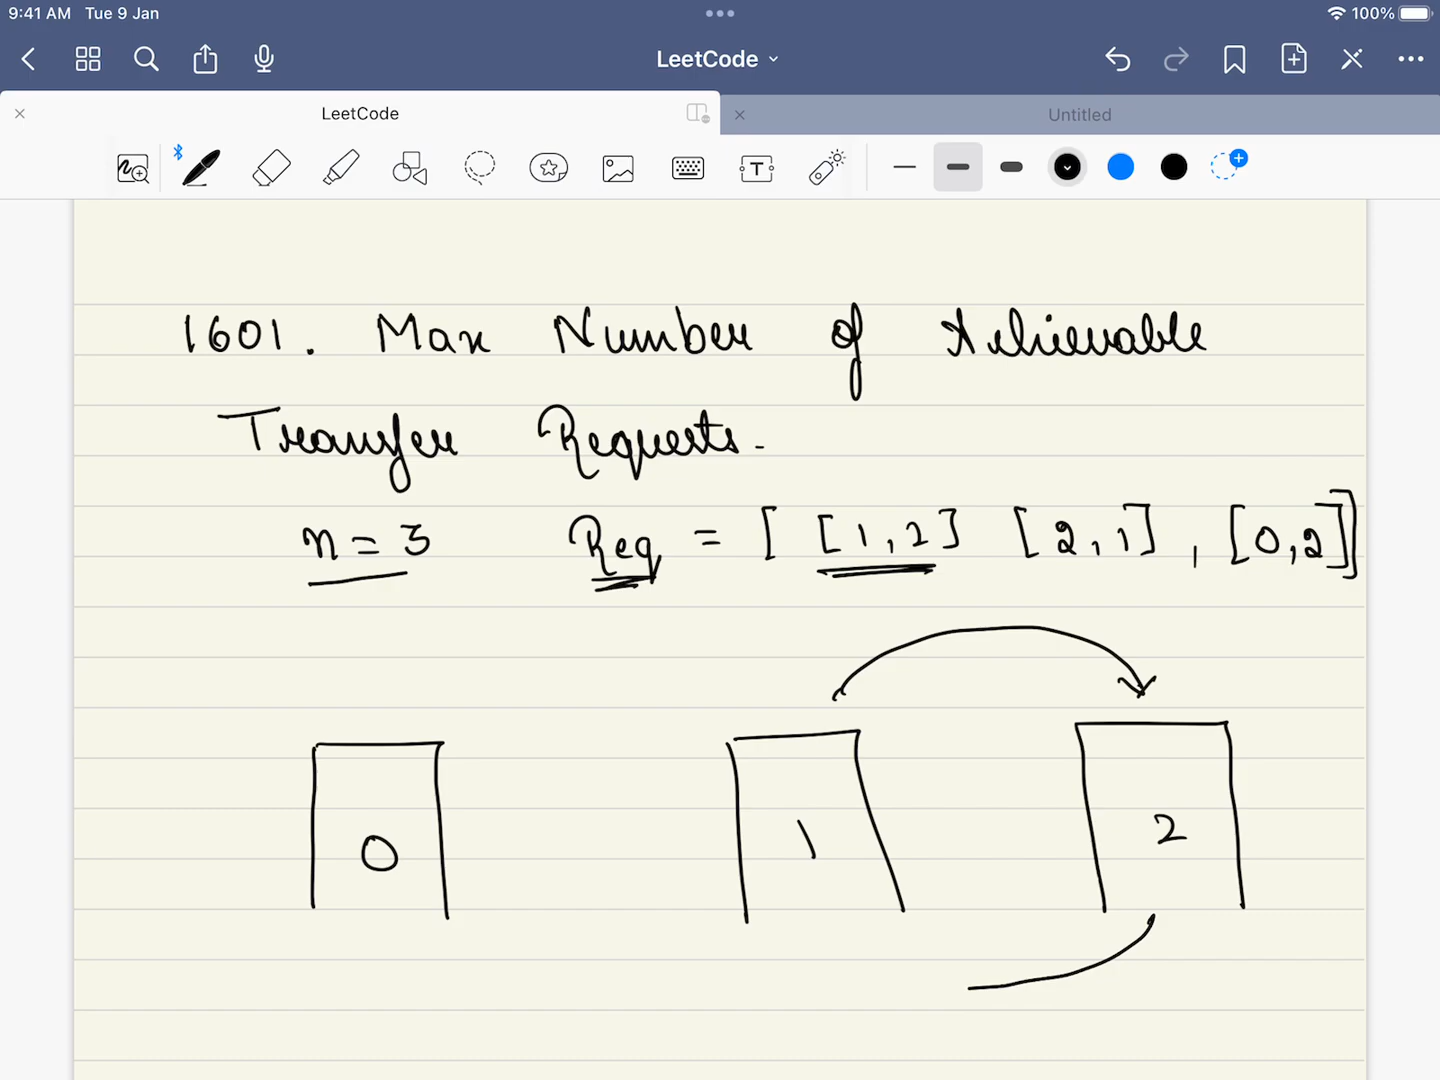 9:41 AM Tue 9 Jan 100%
LeetCode
LeetCode Untitled
T
1601. Max Number of Achievable
Transfer Requests.
n = 3 Req = [ [1,2] [2,1] , [0,2]]
0 1 2